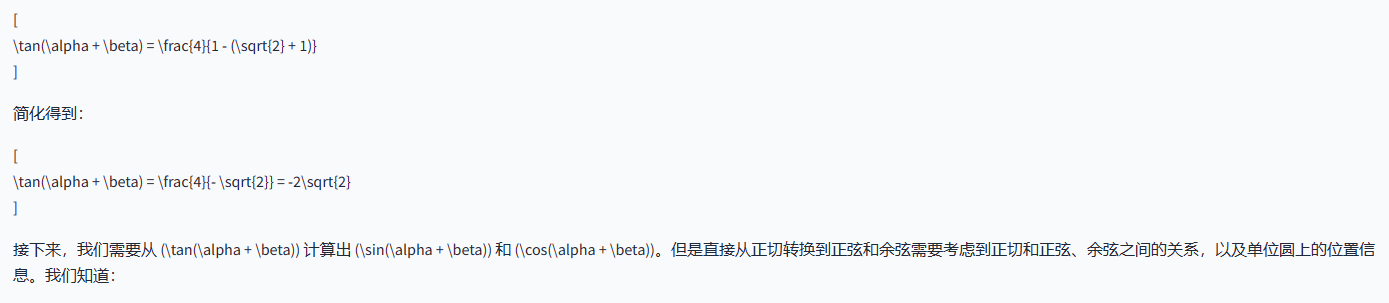 [
\tan(\alpha + \beta) = \frac{4}{1 - (\sqrt{2} + 1)}
]
简化得到：
[
\tan(\alpha + \beta) = \frac{4}{- \sqrt{2}} = -2\sqrt{2}
]
接下来，我们需要从 (\tan(\alpha + \beta)) 计算出 (\sin(\alpha + \beta)) 和 (\cos(\alpha + \beta))。但是直接从正切转换到正弦和余弦需要考虑到正切和正弦、余弦之间的关系，以及单位圆上的位置信
息。我们知道：